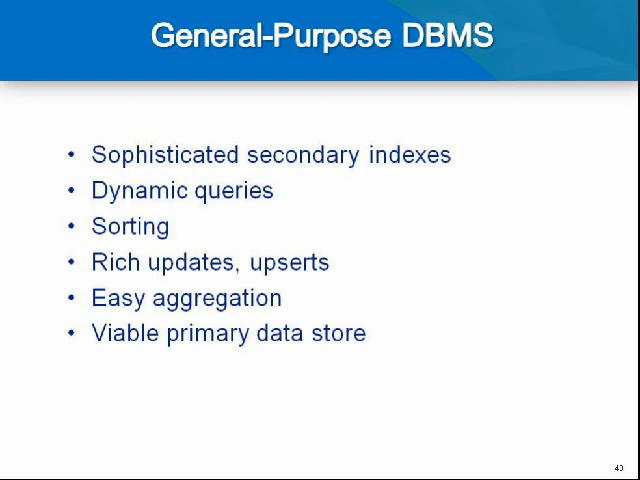 General-Purpose DBMS
• Sophisticated secondary indexes
• Dynamic queries
• Sorting
• Rich updates, upserts
• Easy aggregation
• Viable primary data store
43